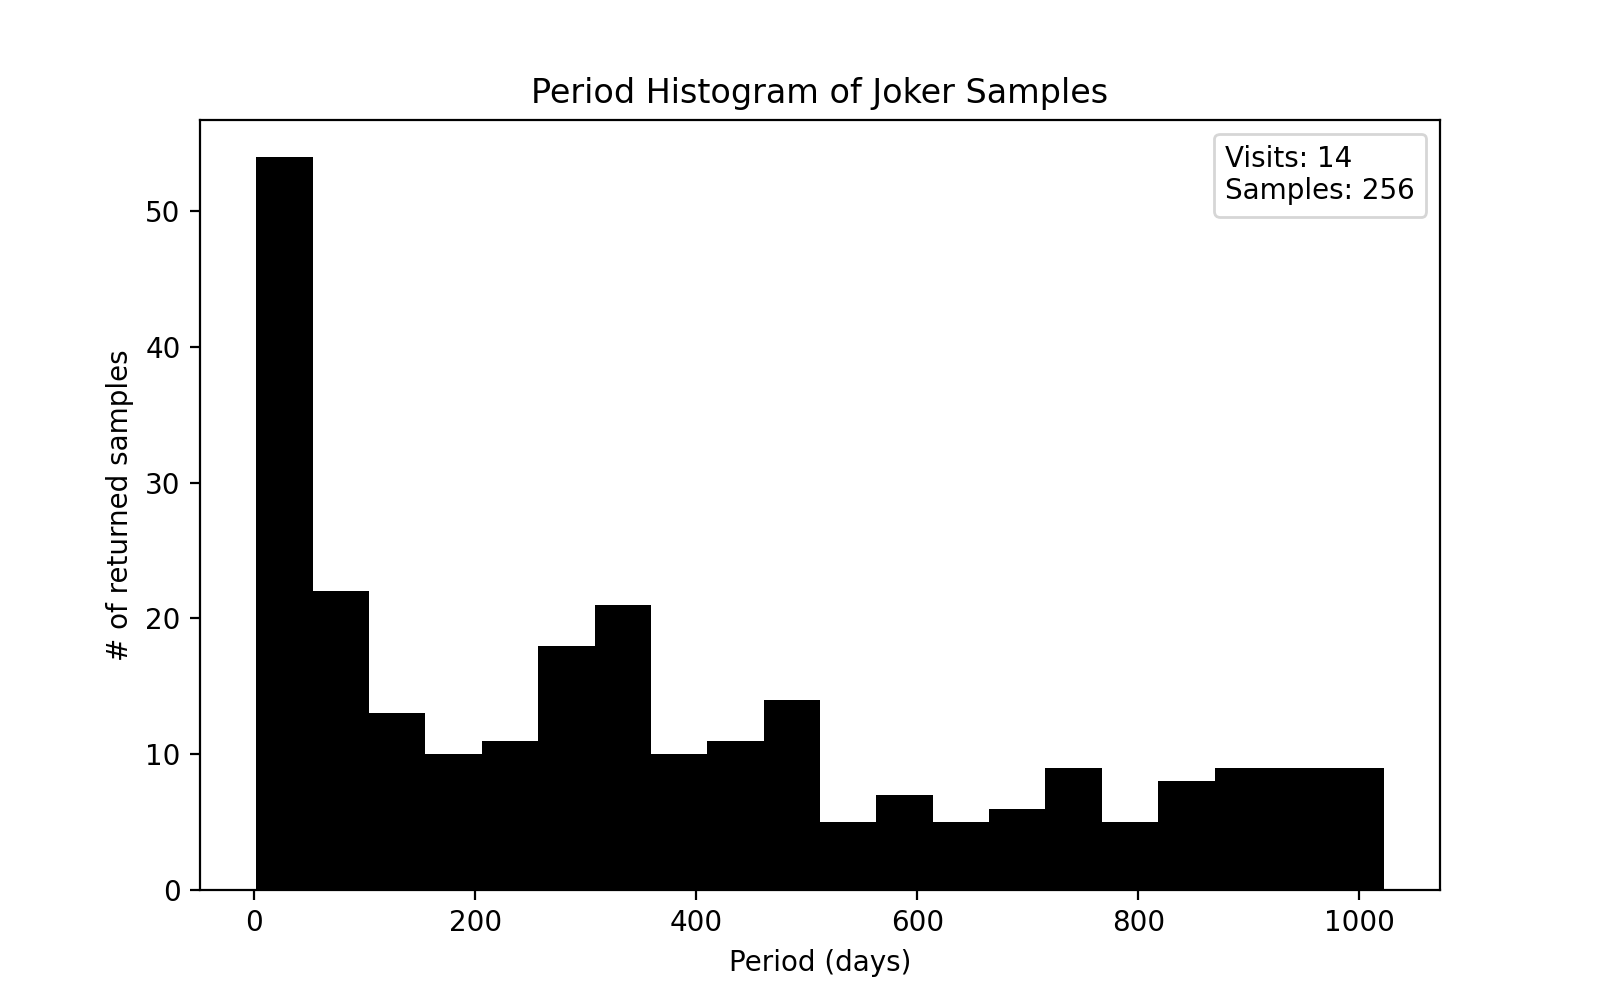 Period Histogram of Joker Samples
Visits: 14
Samples: 256
50
40
30
20
10
0
# of returned samples
0 200 400 600 800 1000
Period (days)